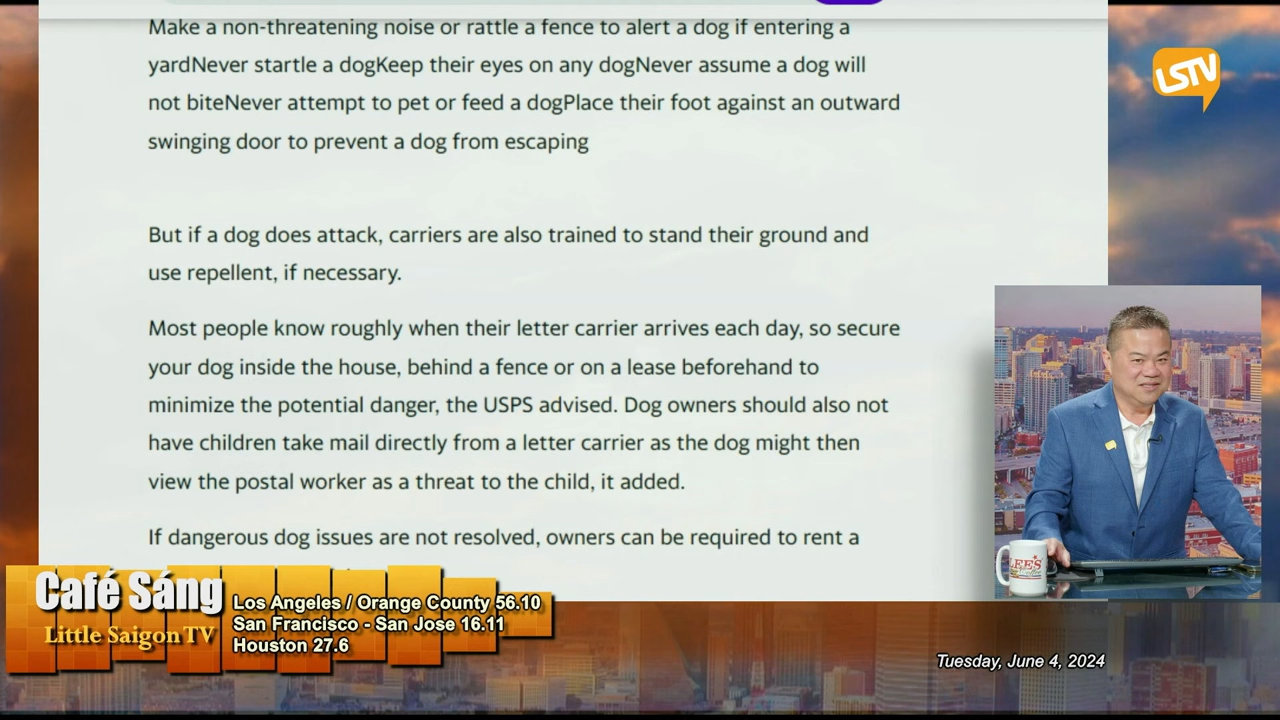 Make a non-threatening noise or rattle a fence to alert a dog if entering a
yardNever startle a dogKeep their eyes on any dogNever assume a dog will
not biteNever attempt to pet or feed a dogPlace their foot against an outward
swinging door to prevent a dog from escaping
But if a dog does attack, carriers are also trained to stand their ground and
use repellent, if necessary.
Most people know roughly when their letter carrier arrives each day, so secure
your dog inside the house, behind a fence or on a lease beforehand to
minimize the potential danger, the USPS advised. Dog owners should also not
have children take mail directly from a letter carrier as the dog might then
view the postal worker as a threat to the child, it added.
If dangerous dog issues are not resolved, owners can be required to rent a
LSTV
LEE'S
Café Sáng
Little Saigon TV
Los Angeles / Orange County 56.10
San Francisco - San Jose 16.11
Houston 27.6
Tuesday, June 4, 2024